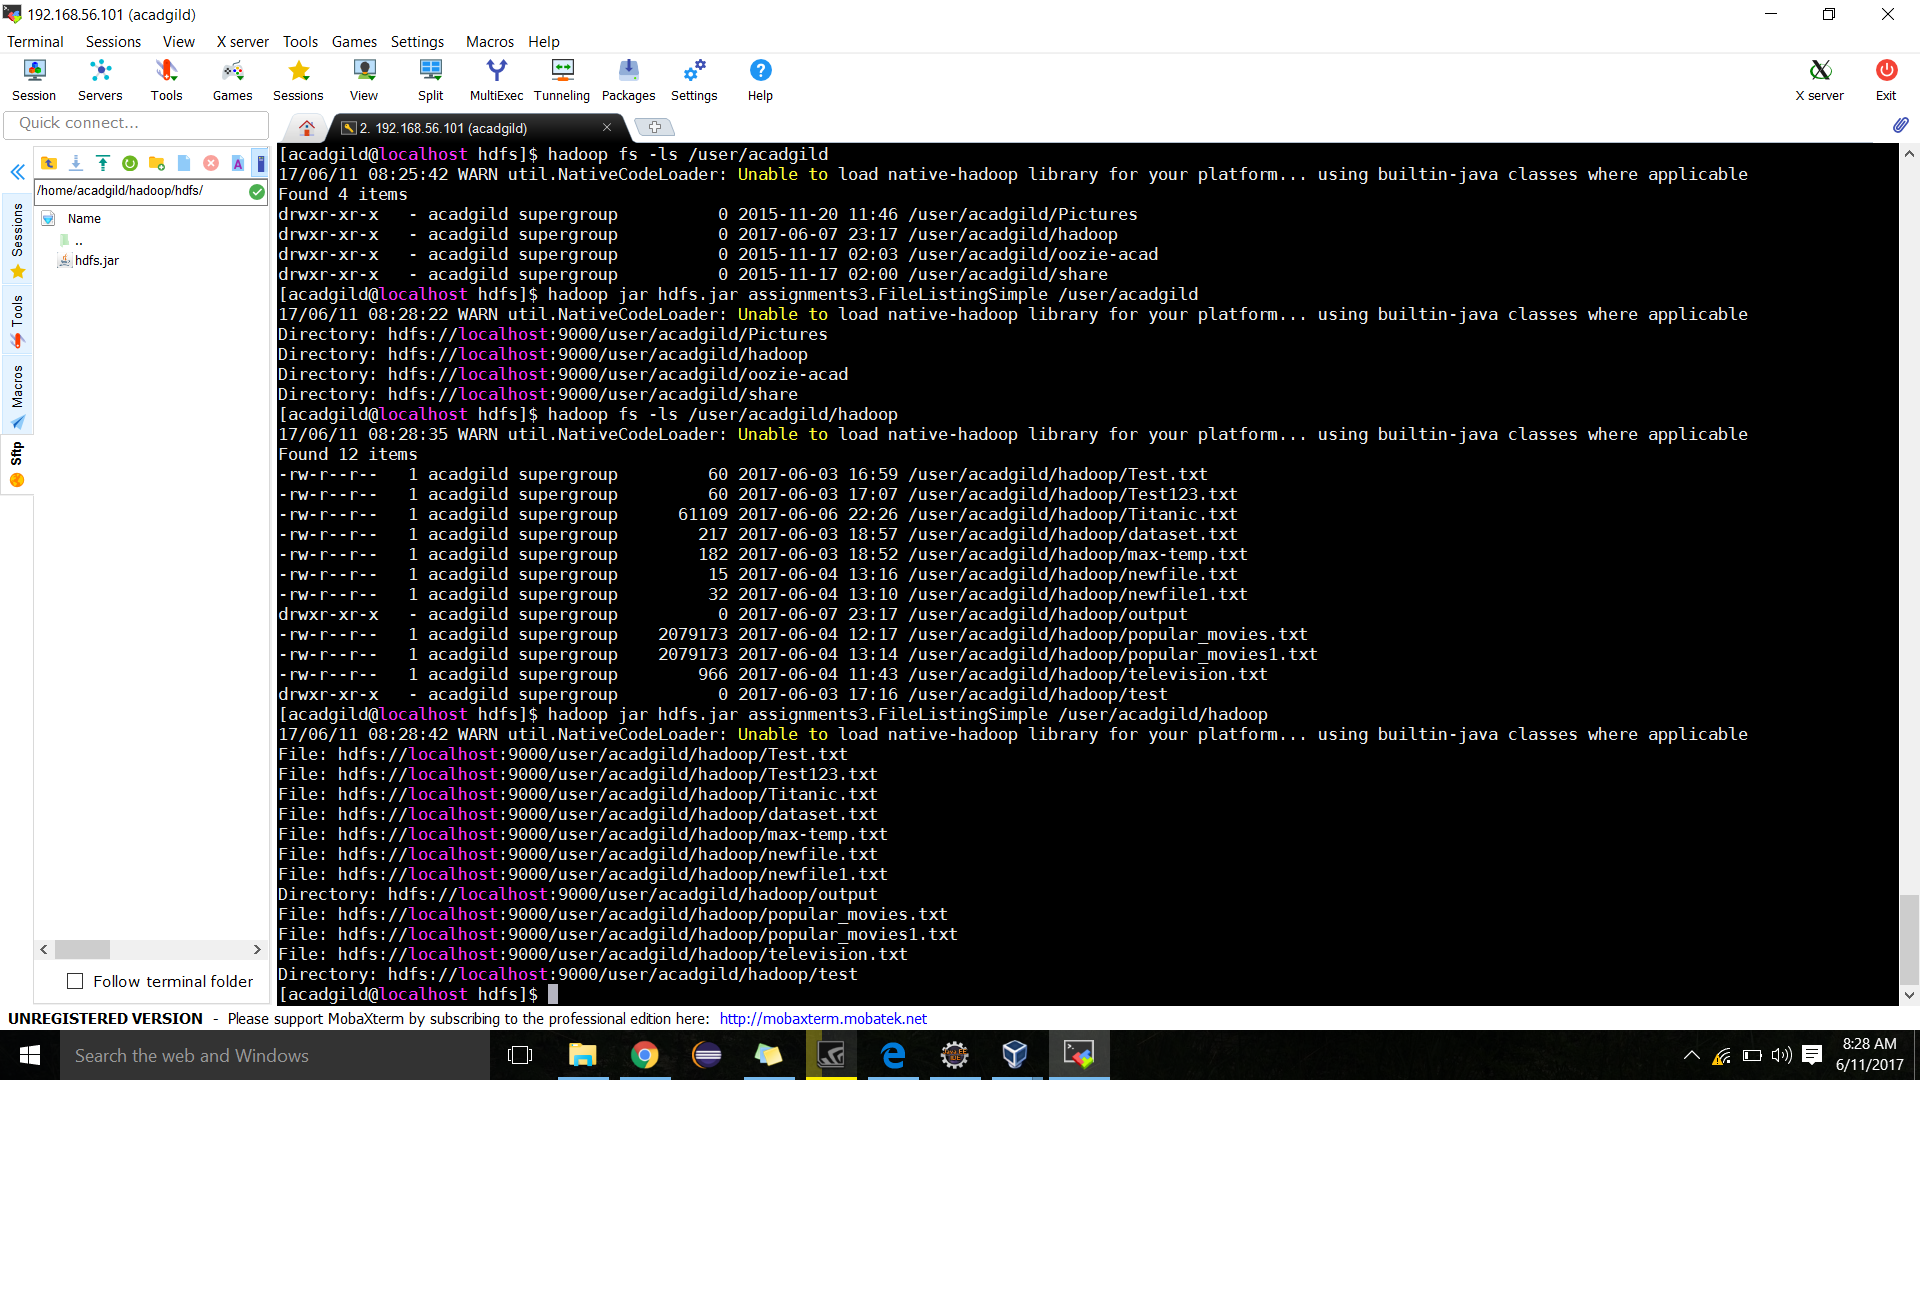 192.168.56.101 (acadgild)
Terminal Sessions View X server Tools Games Settings Macros Help
Session Servers Tools Games Sessions View Split MultiExec Tunneling Packages Settings Help X server Exit
Quick connect...
2. 192.168.56.101 (acadgild)
/home/acadgild/hadoop/hdfs/
Name
..
hdfs.jar
Sessions
Tools
Macros
Sftp
Follow terminal folder
[acadgild@localhost hdfs]$ hadoop fs -ls /user/acadgild
17/06/11 08:25:42 WARN util.NativeCodeLoader: Unable to load native-hadoop library for your platform... using builtin-java classes where applicable
Found 4 items
drwxr-xr-x   - acadgild supergroup          0 2015-11-20 11:46 /user/acadgild/Pictures
drwxr-xr-x   - acadgild supergroup          0 2017-06-07 23:17 /user/acadgild/hadoop
drwxr-xr-x   - acadgild supergroup          0 2015-11-17 02:03 /user/acadgild/oozie-acad
drwxr-xr-x   - acadgild supergroup          0 2015-11-17 02:00 /user/acadgild/share
[acadgild@localhost hdfs]$ hadoop jar hdfs.jar assignments3.FileListingSimple /user/acadgild
17/06/11 08:28:22 WARN util.NativeCodeLoader: Unable to load native-hadoop library for your platform... using builtin-java classes where applicable
Directory: hdfs://localhost:9000/user/acadgild/Pictures
Directory: hdfs://localhost:9000/user/acadgild/hadoop
Directory: hdfs://localhost:9000/user/acadgild/oozie-acad
Directory: hdfs://localhost:9000/user/acadgild/share
[acadgild@localhost hdfs]$ hadoop fs -ls /user/acadgild/hadoop
17/06/11 08:28:35 WARN util.NativeCodeLoader: Unable to load native-hadoop library for your platform... using builtin-java classes where applicable
Found 12 items
-rw-r--r--   1 acadgild supergroup         60 2017-06-03 16:59 /user/acadgild/hadoop/Test.txt
-rw-r--r--   1 acadgild supergroup         60 2017-06-03 17:07 /user/acadgild/hadoop/Test123.txt
-rw-r--r--   1 acadgild supergroup      61109 2017-06-06 22:26 /user/acadgild/hadoop/Titanic.txt
-rw-r--r--   1 acadgild supergroup        217 2017-06-03 18:57 /user/acadgild/hadoop/dataset.txt
-rw-r--r--   1 acadgild supergroup        182 2017-06-03 18:52 /user/acadgild/hadoop/max-temp.txt
-rw-r--r--   1 acadgild supergroup         15 2017-06-04 13:16 /user/acadgild/hadoop/newfile.txt
-rw-r--r--   1 acadgild supergroup         32 2017-06-04 13:10 /user/acadgild/hadoop/newfile1.txt
drwxr-xr-x   - acadgild supergroup          0 2017-06-07 23:17 /user/acadgild/hadoop/output
-rw-r--r--   1 acadgild supergroup    2079173 2017-06-04 12:17 /user/acadgild/hadoop/popular_movies.txt
-rw-r--r--   1 acadgild supergroup    2079173 2017-06-04 13:14 /user/acadgild/hadoop/popular_movies1.txt
-rw-r--r--   1 acadgild supergroup        966 2017-06-04 11:43 /user/acadgild/hadoop/television.txt
drwxr-xr-x   - acadgild supergroup          0 2017-06-03 17:16 /user/acadgild/hadoop/test
[acadgild@localhost hdfs]$ hadoop jar hdfs.jar assignments3.FileListingSimple /user/acadgild/hadoop
17/06/11 08:28:42 WARN util.NativeCodeLoader: Unable to load native-hadoop library for your platform... using builtin-java classes where applicable
File: hdfs://localhost:9000/user/acadgild/hadoop/Test.txt
File: hdfs://localhost:9000/user/acadgild/hadoop/Test123.txt
File: hdfs://localhost:9000/user/acadgild/hadoop/Titanic.txt
File: hdfs://localhost:9000/user/acadgild/hadoop/dataset.txt
File: hdfs://localhost:9000/user/acadgild/hadoop/max-temp.txt
File: hdfs://localhost:9000/user/acadgild/hadoop/newfile.txt
File: hdfs://localhost:9000/user/acadgild/hadoop/newfile1.txt
Directory: hdfs://localhost:9000/user/acadgild/hadoop/output
File: hdfs://localhost:9000/user/acadgild/hadoop/popular_movies.txt
File: hdfs://localhost:9000/user/acadgild/hadoop/popular_movies1.txt
File: hdfs://localhost:9000/user/acadgild/hadoop/television.txt
Directory: hdfs://localhost:9000/user/acadgild/hadoop/test
[acadgild@localhost hdfs]$
UNREGISTERED VERSION - Please support MobaXterm by subscribing to the professional edition here: http://mobaxterm.mobatek.net
Search the web and Windows
8:28 AM
6/11/2017